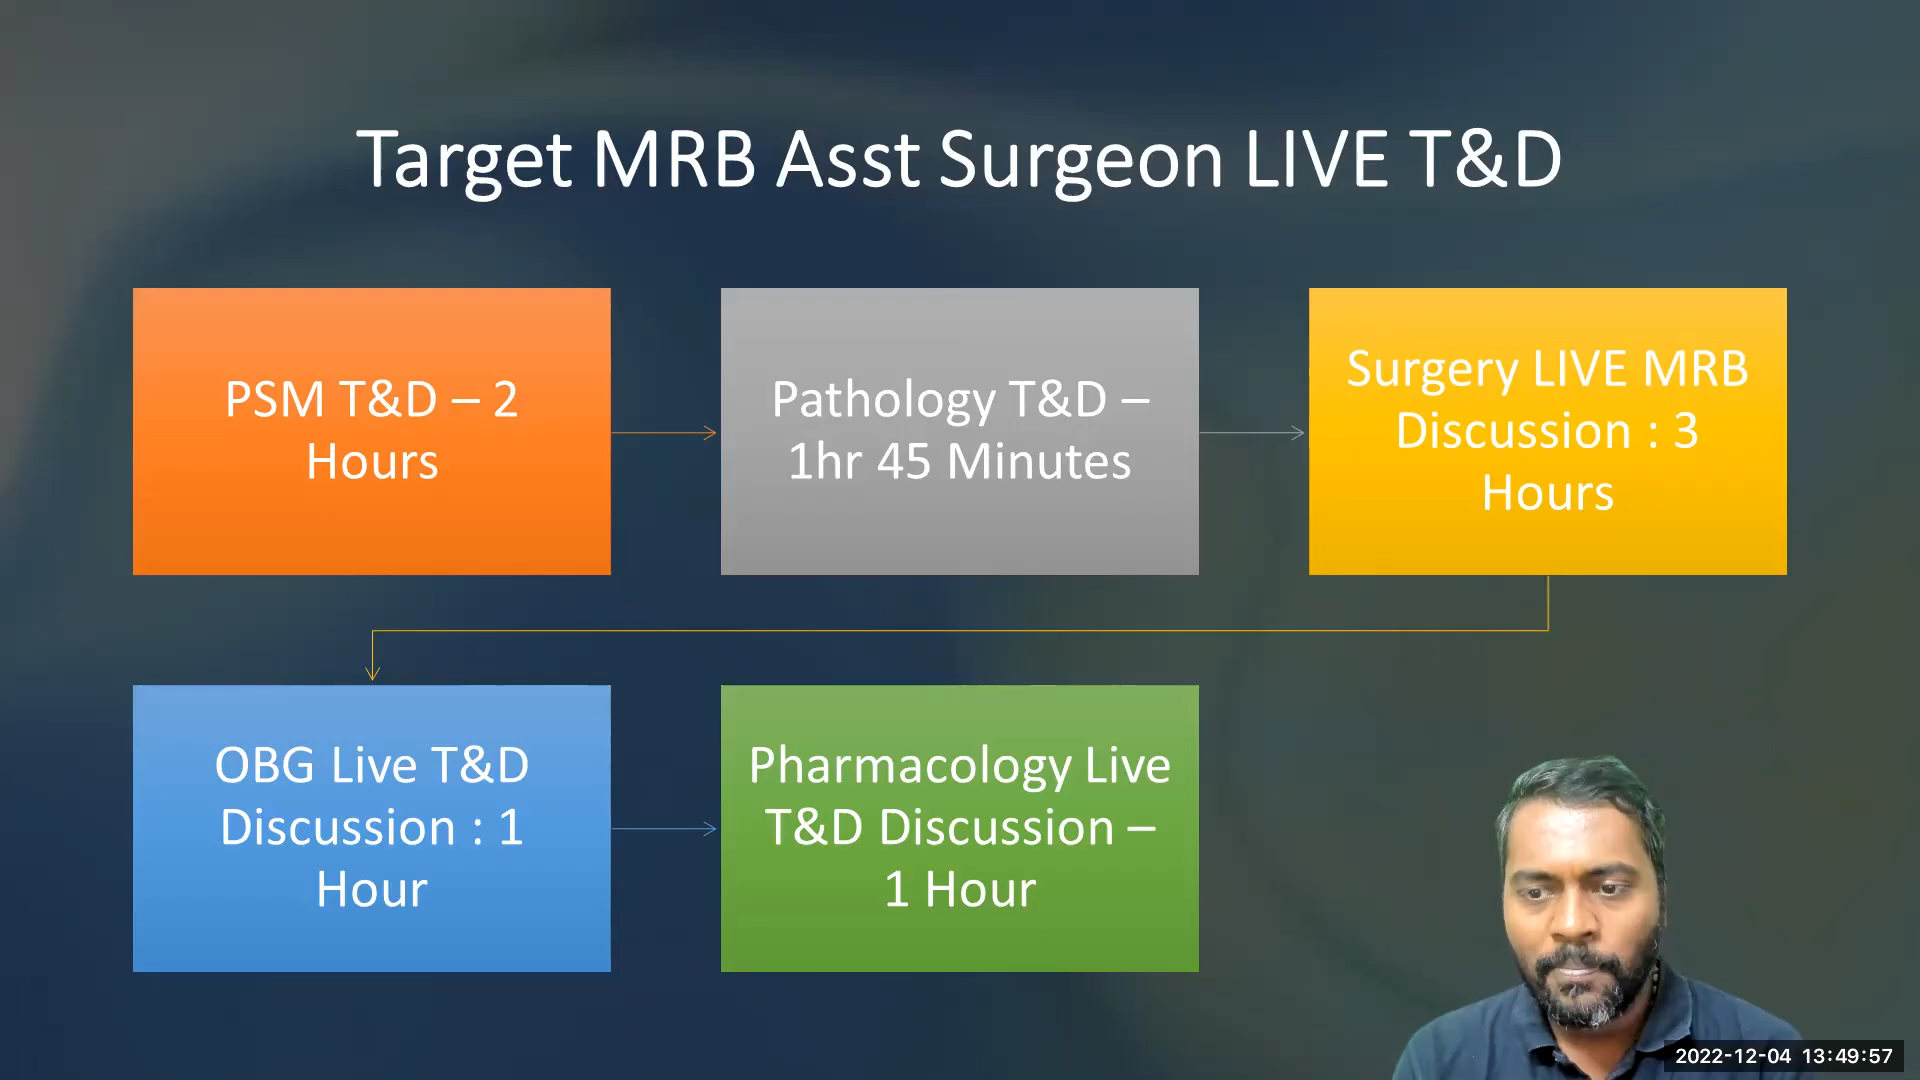 Target MRB Asst Surgeon LIVE T&D
PSM T&D – 2
Hours
Pathology T&D –
1hr 45 Minutes
Surgery LIVE MRB
Discussion : 3
Hours
OBG Live T&D
Discussion : 1
Hour
Pharmacology Live
T&D Discussion –
1 Hour
2022-12-04 13:49:57